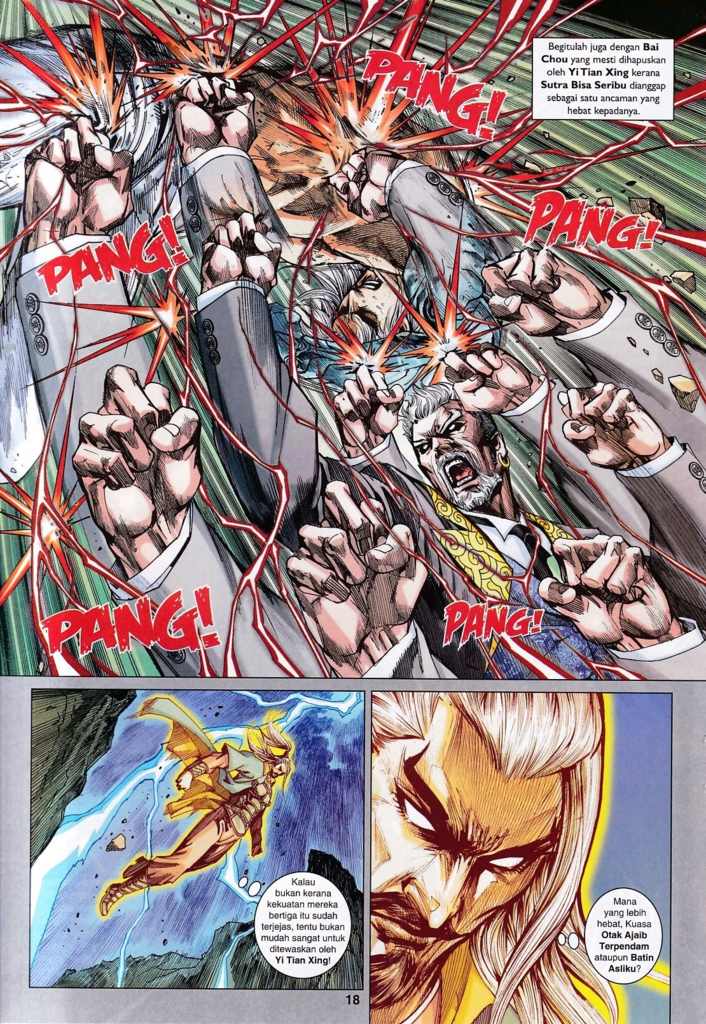 Begitulah juga dengan Bai
Chou yang mesti dihapuskan
oleh Yi Tian Xing kerana
Sutra Bisa Seribu dianggap
sebagai satu ancaman yang
hebat kepadanya.
PANG!
PANG!
PANG!
PANG!
PANG!
Kalau
bukan kerana
kekuatan mereka
bertiga itu sudah
terjejas, tentu bukan
mudah sangat untuk
ditewaskan oleh
Yi Tian Xing!
Mana
yang lebih
hebat, Kuasa
Otak Ajaib
Terpendam
ataupun Batin
Asliku?
18